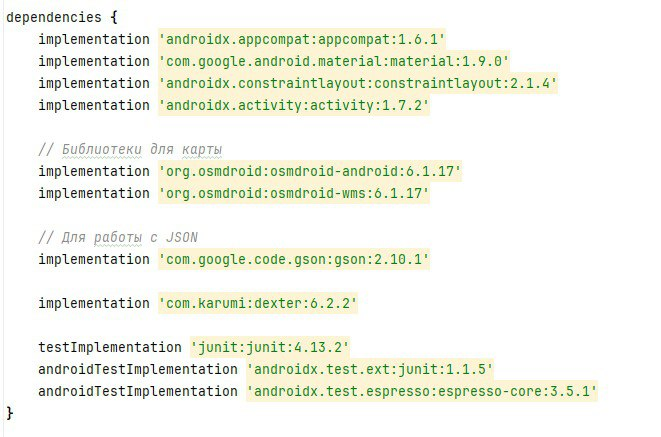 dependencies {
implementation 'androidx.appcompat:appcompat:1.6.1'
implementation 'com.google.android.material:material:1.9.0'
implementation 'androidx.constraintlayout:constraintlayout:2.1.4'
implementation 'androidx.activity:activity:1.7.2'
// Библиотеки для карты
implementation 'org.osmdroid:osmdroid-android:6.1.17'
implementation 'org.osmdroid:osmdroid-wms:6.1.17'
// Для работы с JSON
implementation 'com.google.code.gson:gson:2.10.1'
implementation 'com.karumi:dexter:6.2.2'
testImplementation 'junit:junit:4.13.2'
androidTestImplementation 'androidx.test.ext:junit:1.1.5'
androidTestImplementation 'androidx.test.espresso:espresso-core:3.5.1'
}